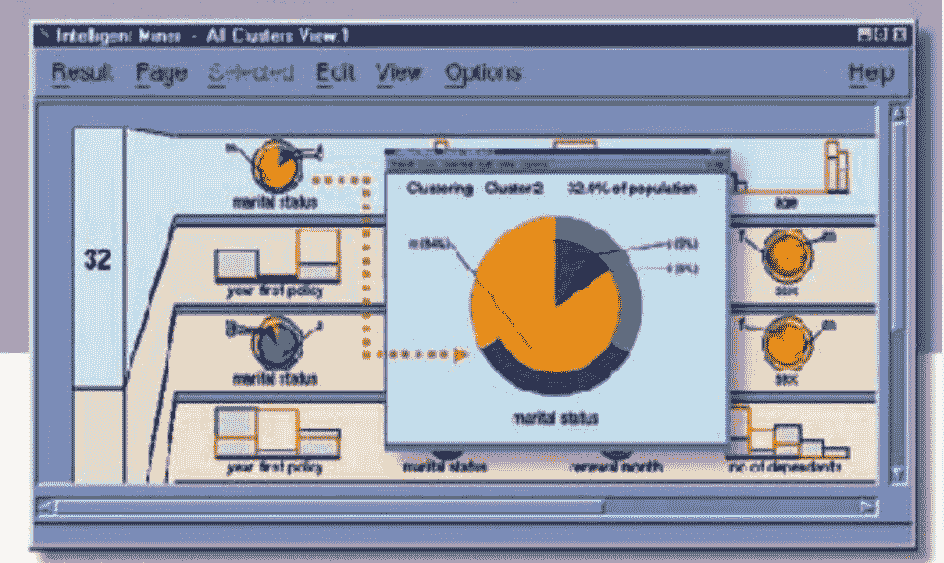 Intelligent Miner - All Clusters View:1
Result Page Selected Edit View Options Help
32
marital status
age
year first policy
sex
marital status
sex
year first policy
marital status
renewal month
no of dependants
Clustering Cluster2 of population
marital status